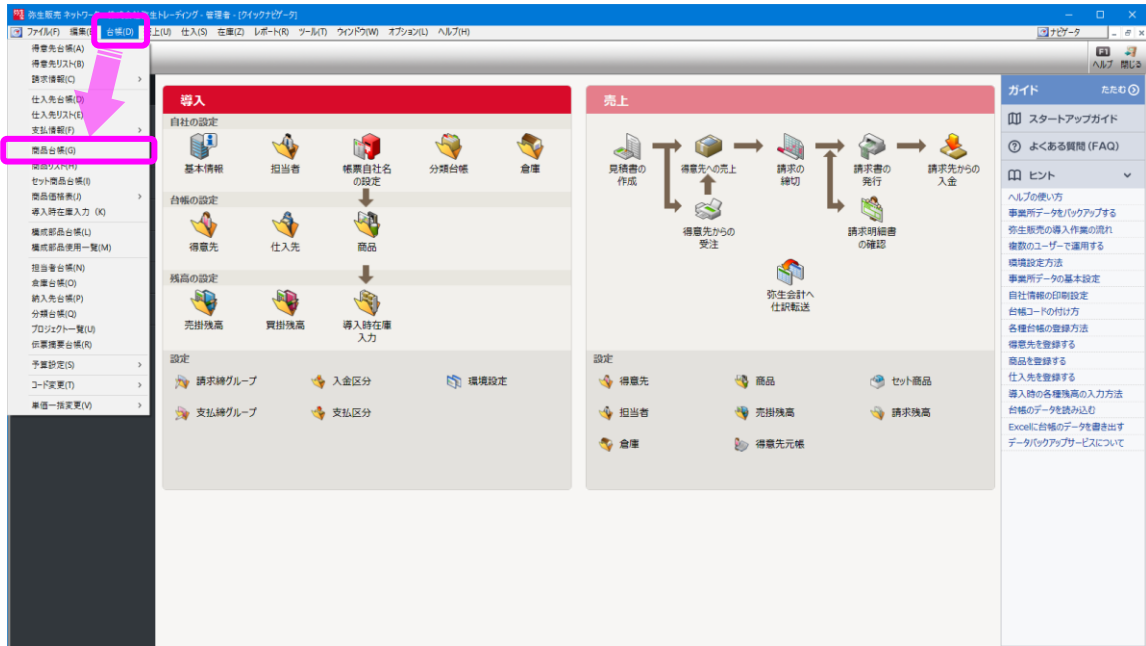 弥生販売 ネットワーク
生トレーディング - 管理者 - [クイックナビゲータ]
ファイル(F) 編集( 台帳(D) 上(U) 仕入(S) 在庫(Z) レポート(R) ツール(T) ウィンドウ(W) オプション(L) ヘルプ(H)
ナビゲータ
F1
ヘルプ 閉じる
得意先台帳(A)
得意先リスト(B)
請求情報(C)
仕入先台帳(D)
仕入先リスト(E)
支払情報(F)
商品台帳(G)
商品リスト(H)
セット商品台帳(I)
商品価格表(J)
導入時在庫入力 (K)
構成部品台帳(L)
構成部品使用一覧(M)
担当者台帳(N)
倉庫台帳(O)
納入先台帳(P)
分類台帳(Q)
プロジェクト一覧(U)
伝票摘要台帳(R)
予算設定(S)
コード変更(T)
単価一括変更(V)
導入
自社の設定
基本情報
担当者
帳票自社名
の設定
分類台帳
倉庫
台帳の設定
得意先
仕入先
商品
残高の設定
売掛残高
買掛残高
導入時在庫
入力
設定
請求締グループ
入金区分
環境設定
支払締グループ
支払区分
売上
見積書の
作成
得意先への売上
請求の
締切
請求書の
発行
請求先からの
入金
得意先からの
受注
請求明細書
の確認
弥生会計へ
仕訳転送
設定
得意先
商品
セット商品
担当者
売掛残高
請求残高
倉庫
得意先元帳
ガイド たたむ
スタートアップガイド
よくある質問 (FAQ)
ヒント
ヘルプの使い方
事業所データをバックアップする
弥生販売の導入作業の流れ
複数のユーザーで運用する
環境設定方法
事業所データの基本設定
自社情報の印刷設定
台帳コードの付け方
各種台帳の登録方法
得意先を登録する
商品を登録する
仕入先を登録する
導入時の各種残高の入力方法
台帳のデータを読み込む
Excelに台帳のデータを書き出す
データバックアップサービスについて